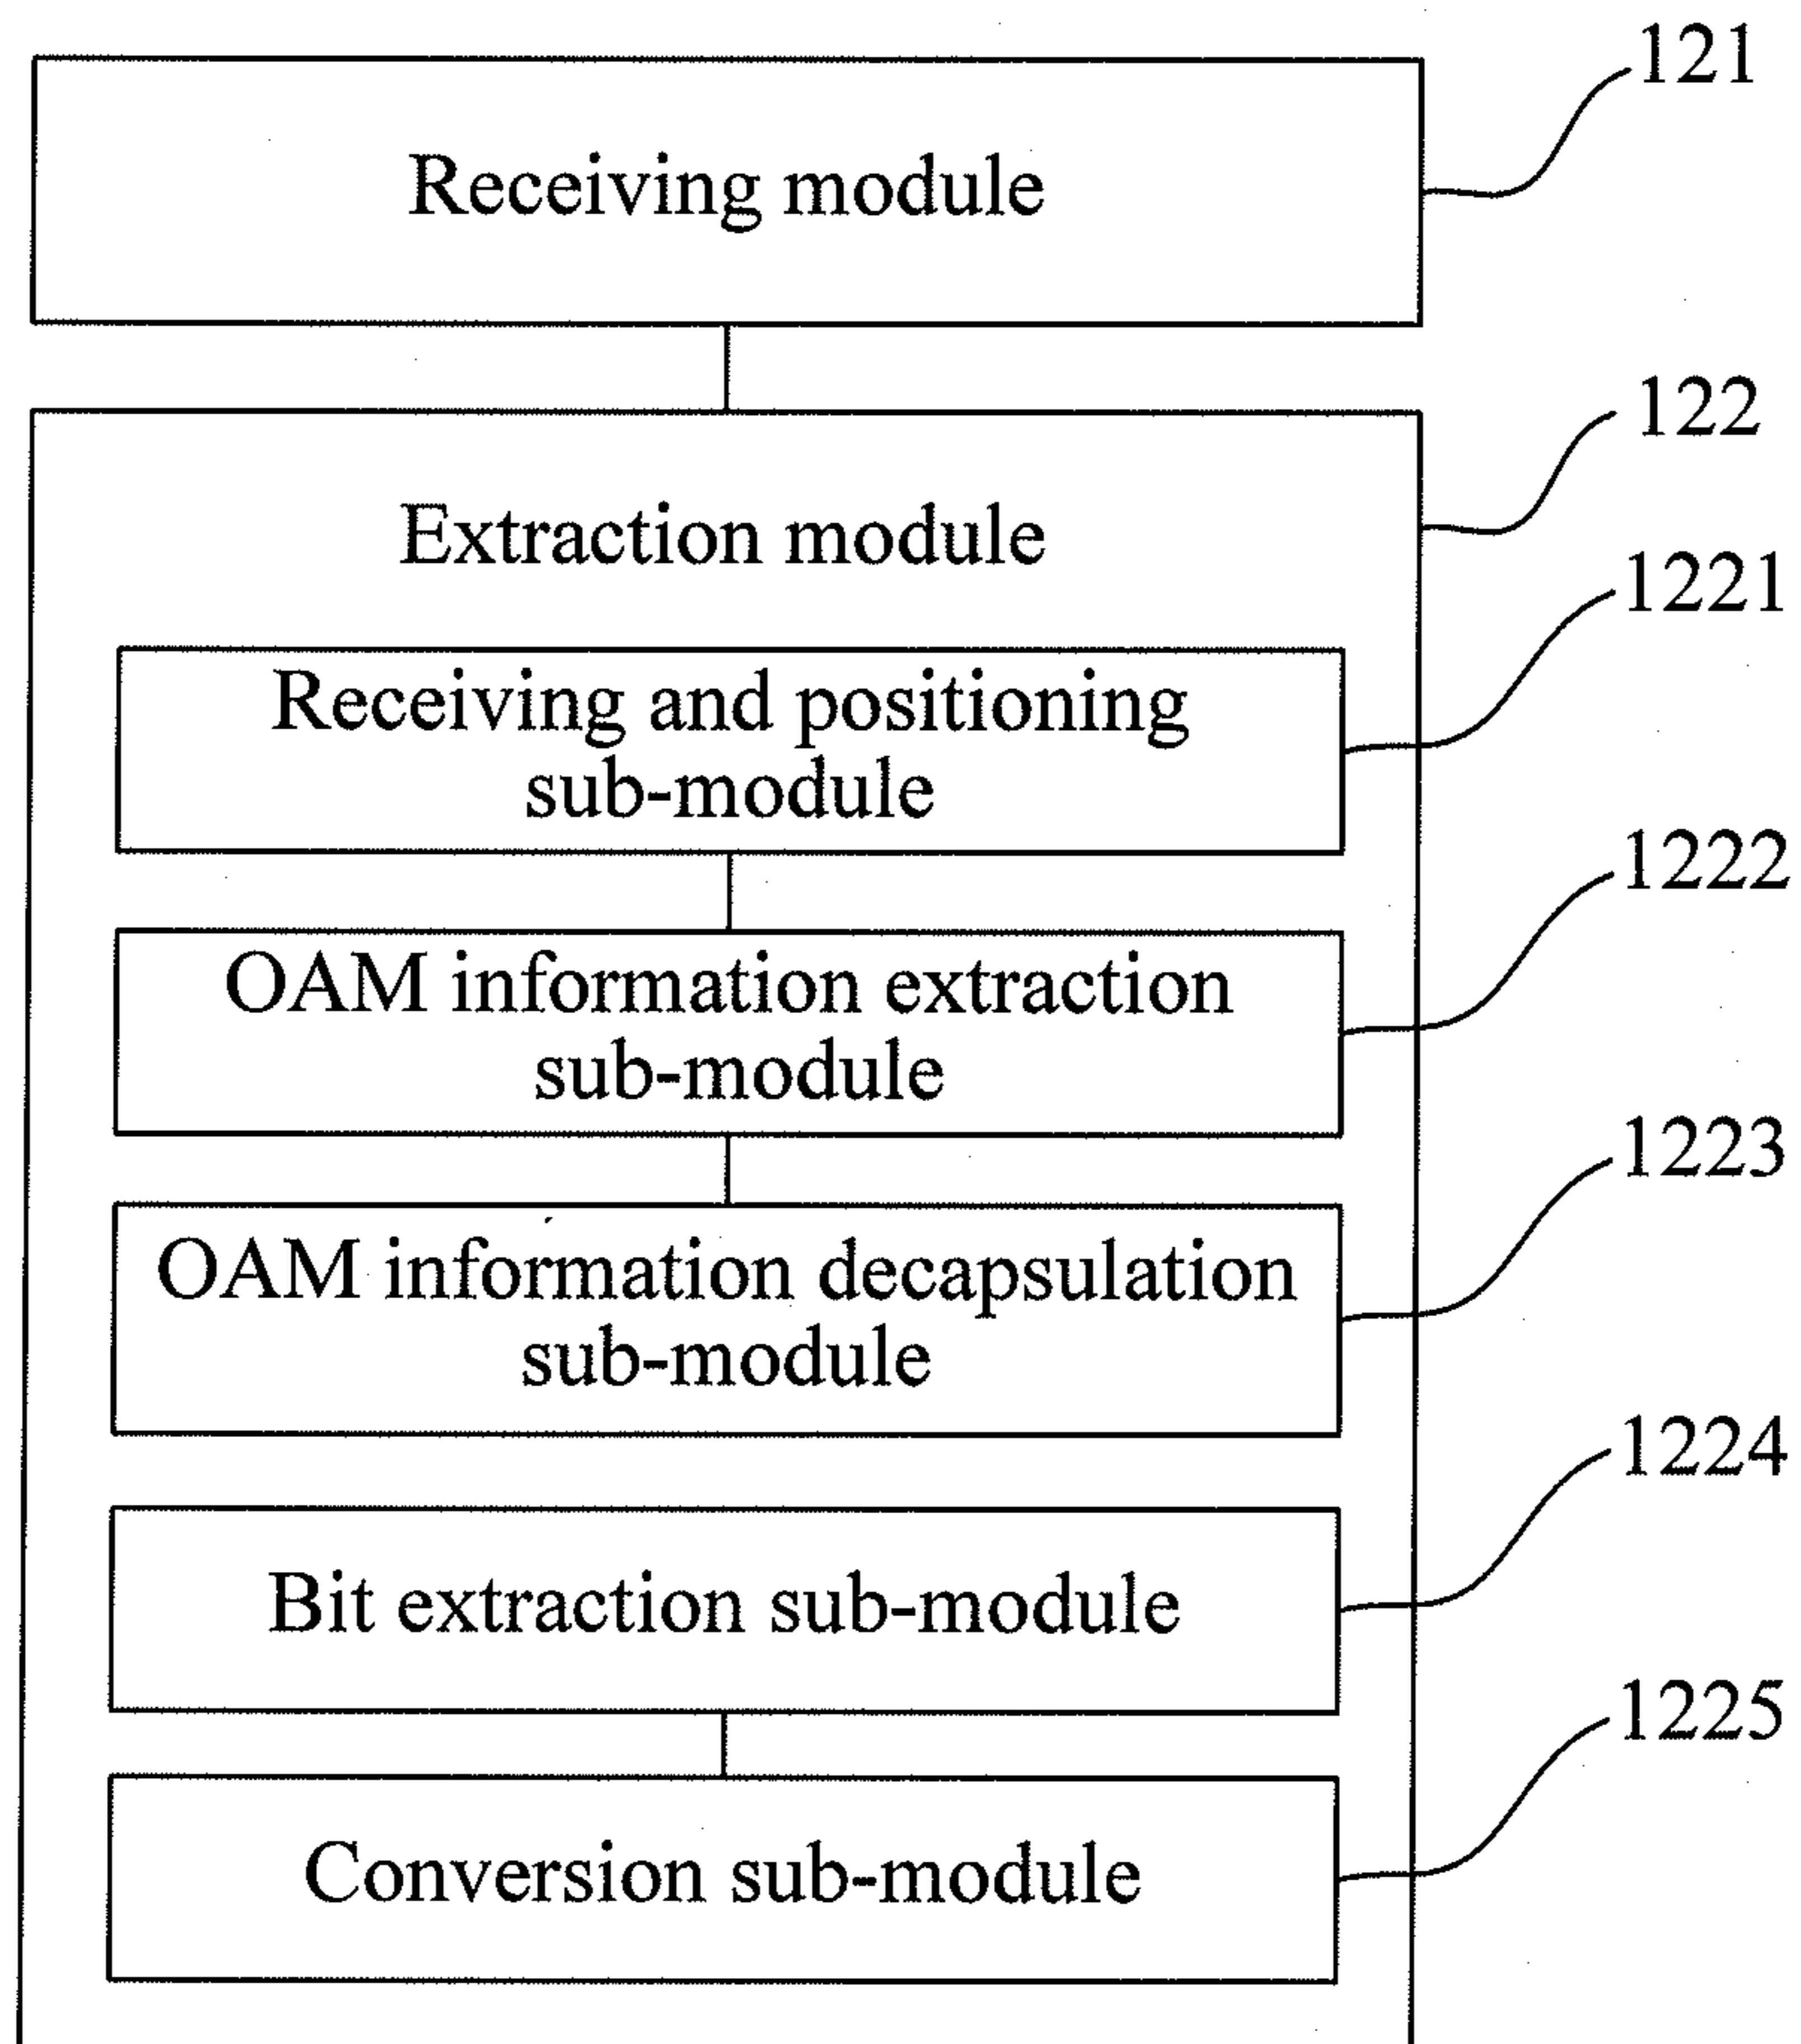 121
Receiving module
122
Extraction module
1221
Receiving and positioning
sub-module
1222
OAM information extraction
sub-module
1223
OAM information decapsulation
sub-module
1224
Bit extraction sub-module
1225
Conversion sub-module